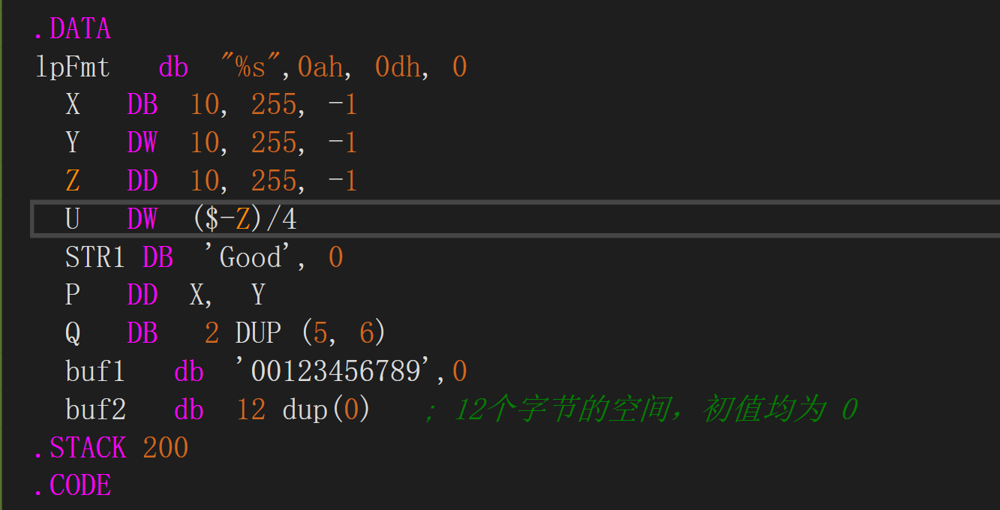 .DATA
lpFmt   db  "%s",0ah, 0dh, 0
  X   DB  10, 255, -1
  Y   DW  10, 255, -1
  Z   DD  10, 255, -1
  U   DW  ($-Z)/4
  STR1 DB  'Good', 0
  P   DD  X,  Y
  Q   DB   2 DUP (5, 6)
  buf1   db  '00123456789',0
  buf2   db  12 dup(0)    ; 12个字节的空间，初值均为 0
.STACK 200
.CODE